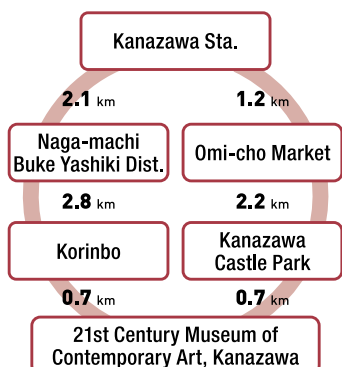 Kanazawa Sta.
2.1 km
1.2 km
Naga-machi
Buke Yashiki Dist.
Omi-cho Market
2.8 km
2.2 km
Korinbo
Kanazawa
Castle Park
0.7 km
0.7 km
21st Century Museum of
Contemporary Art, Kanazawa